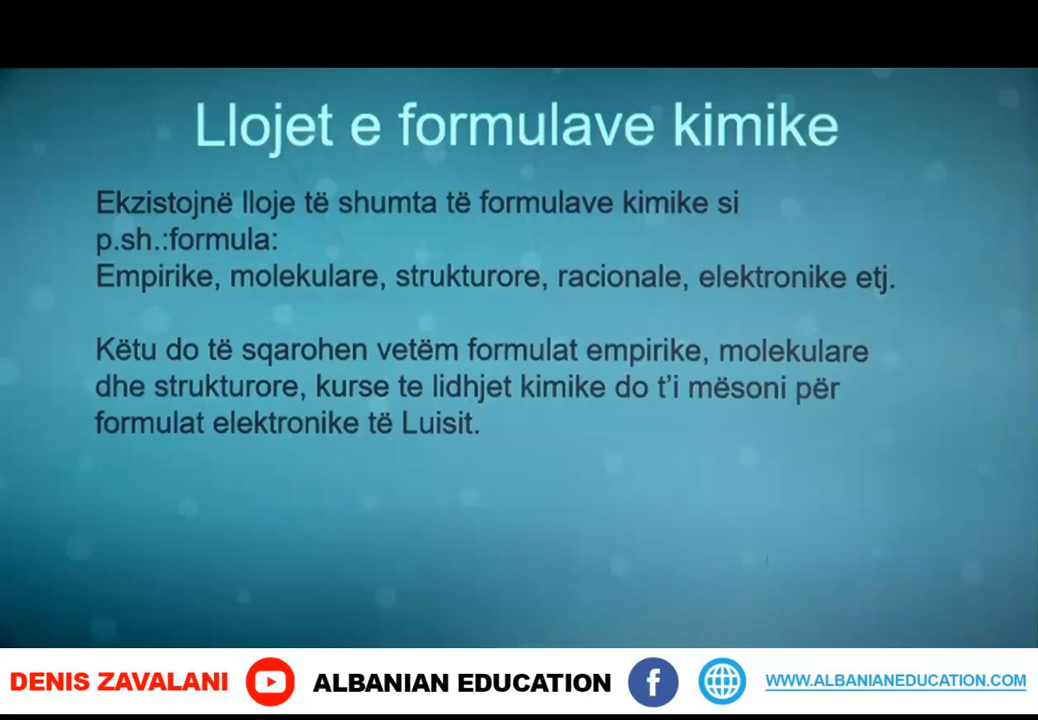 Llojet e formulave kimike
Ekzistojnë lloje të shumta të formulave kimike si
p.sh.:formula:
Empirike, molekulare, strukturore, racionale, elektronike etj.
Këtu do të sqarohen vetëm formulat empirike, molekulare
dhe strukturore, kurse te lidhjet kimike do t'i mësoni për
formulat elektronike të Luisit.
DENIS ZAVALANI ALBANIAN EDUCATION f WWW.ALBANIANEDUCATION.COM